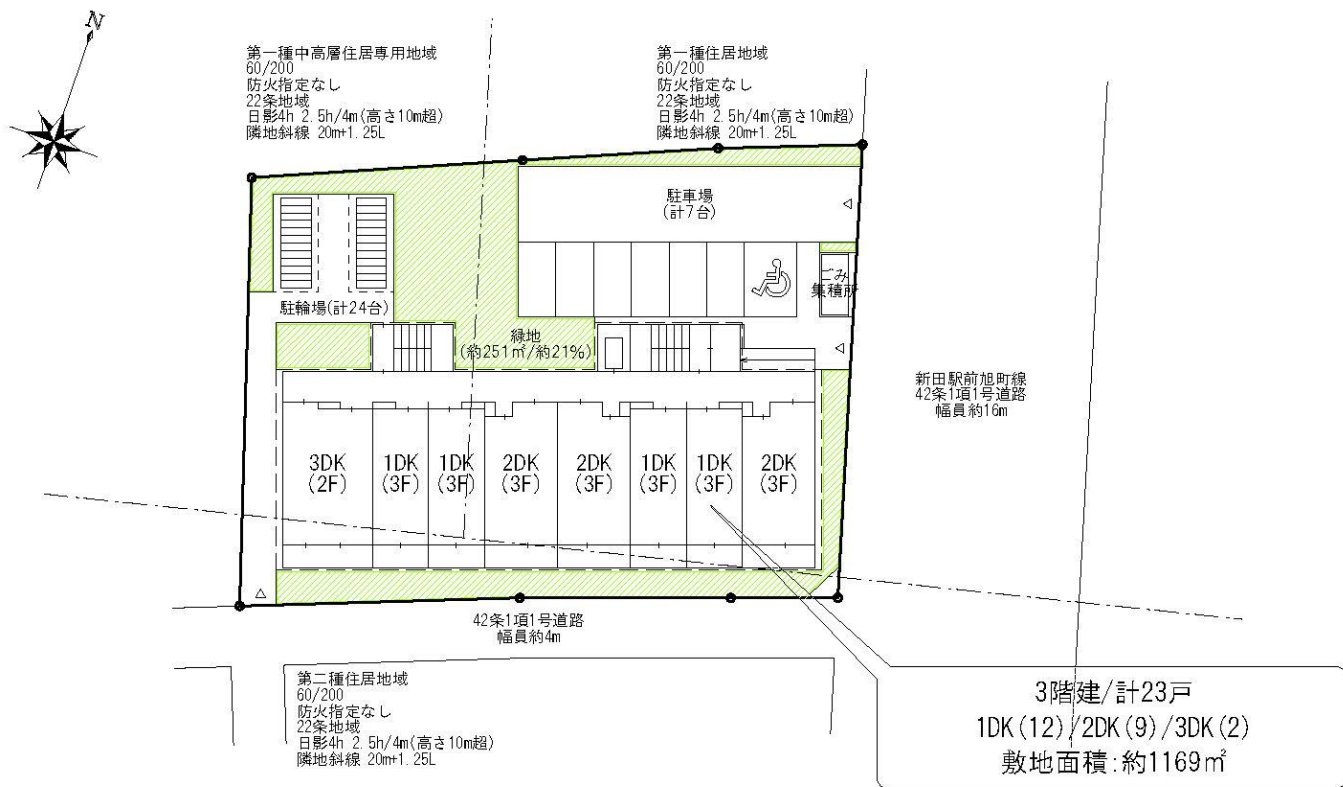 N
第一種中高層住居専用地域
60/200
防火指定なし
22条地域
日影4h 2.5h/4m(高さ10m超)
隣地斜線 20m+1.25L
第一種住居地域
60/200
防火指定なし
22条地域
日影4h 2.5h/4m(高さ10m超)
隣地斜線 20m+1.25L
駐車場
(計7台)
ごみ
集積所
駐輪場(計24台)
緑地
(約251㎡/約21%)
新田駅前旭町線
42条1項1号道路
幅員約16m
3DK
(2F)
1DK
(3F)
1DK
(3F)
2DK
(3F)
2DK
(3F)
1DK
(3F)
1DK
(3F)
2DK
(3F)
42条1項1号道路
幅員約4m
第二種住居地域
60/200
防火指定なし
22条地域
日影4h 2.5h/4m(高さ10m超)
隣地斜線 20m+1.25L
3階建/計23戸
1DK(12)/2DK(9)/3DK(2)
敷地面積:約1169㎡